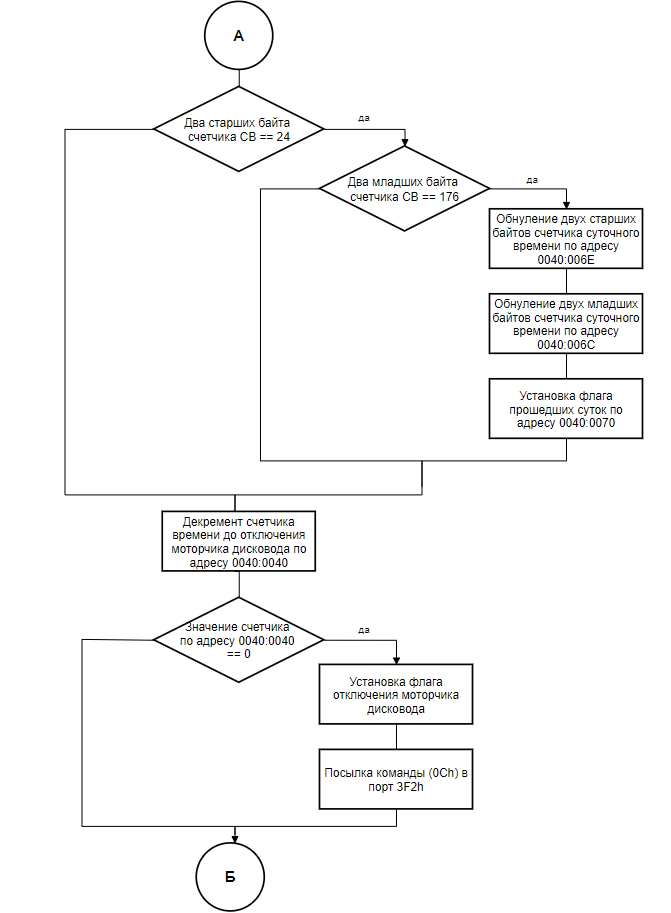 А
Два старших байта
счетчика СВ == 24
да
Два младших байта
счетчика СВ == 176
да
Обнуление двух старших
байтов счетчика суточного
времени по адресу
0040:006E
Обнуление двух младших
байтов счетчика суточного
времени по адресу
0040:006C
Установка флага
прошедших суток по
адресу 0040:0070
Декремент счетчика
времени до отключения
моторчика дисковода по
адресу 0040:0040
Значение счетчика
по адресу 0040:0040
== 0
да
Установка флага
отключения моторчика
дисковода
Посылка команды (0Ch) в
порт 3F2h
Б